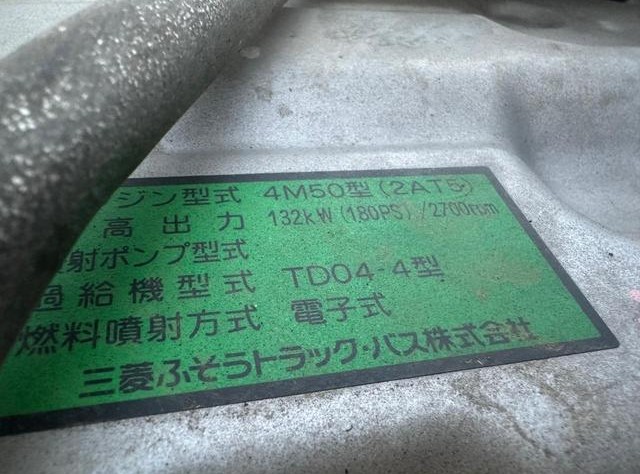 ジン型式 4M50型(2AT5)
高出力 132kW(180PS)/2700rpm
射ポンプ型式
過給機型式 TD04-4型
燃料噴射方式 電子式
三菱ふそうトラック・バス株式会社